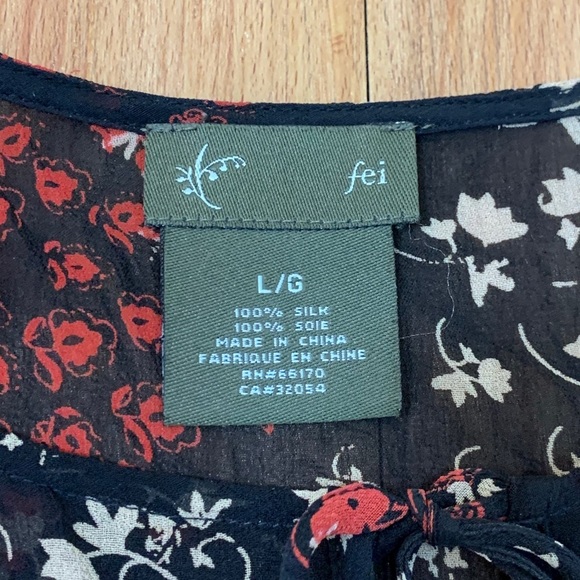 fei
L/G
100% SILK
100% SOIE
MADE IN CHINA
FABRIQUE EN CHINE
RN#66170
CA#32054